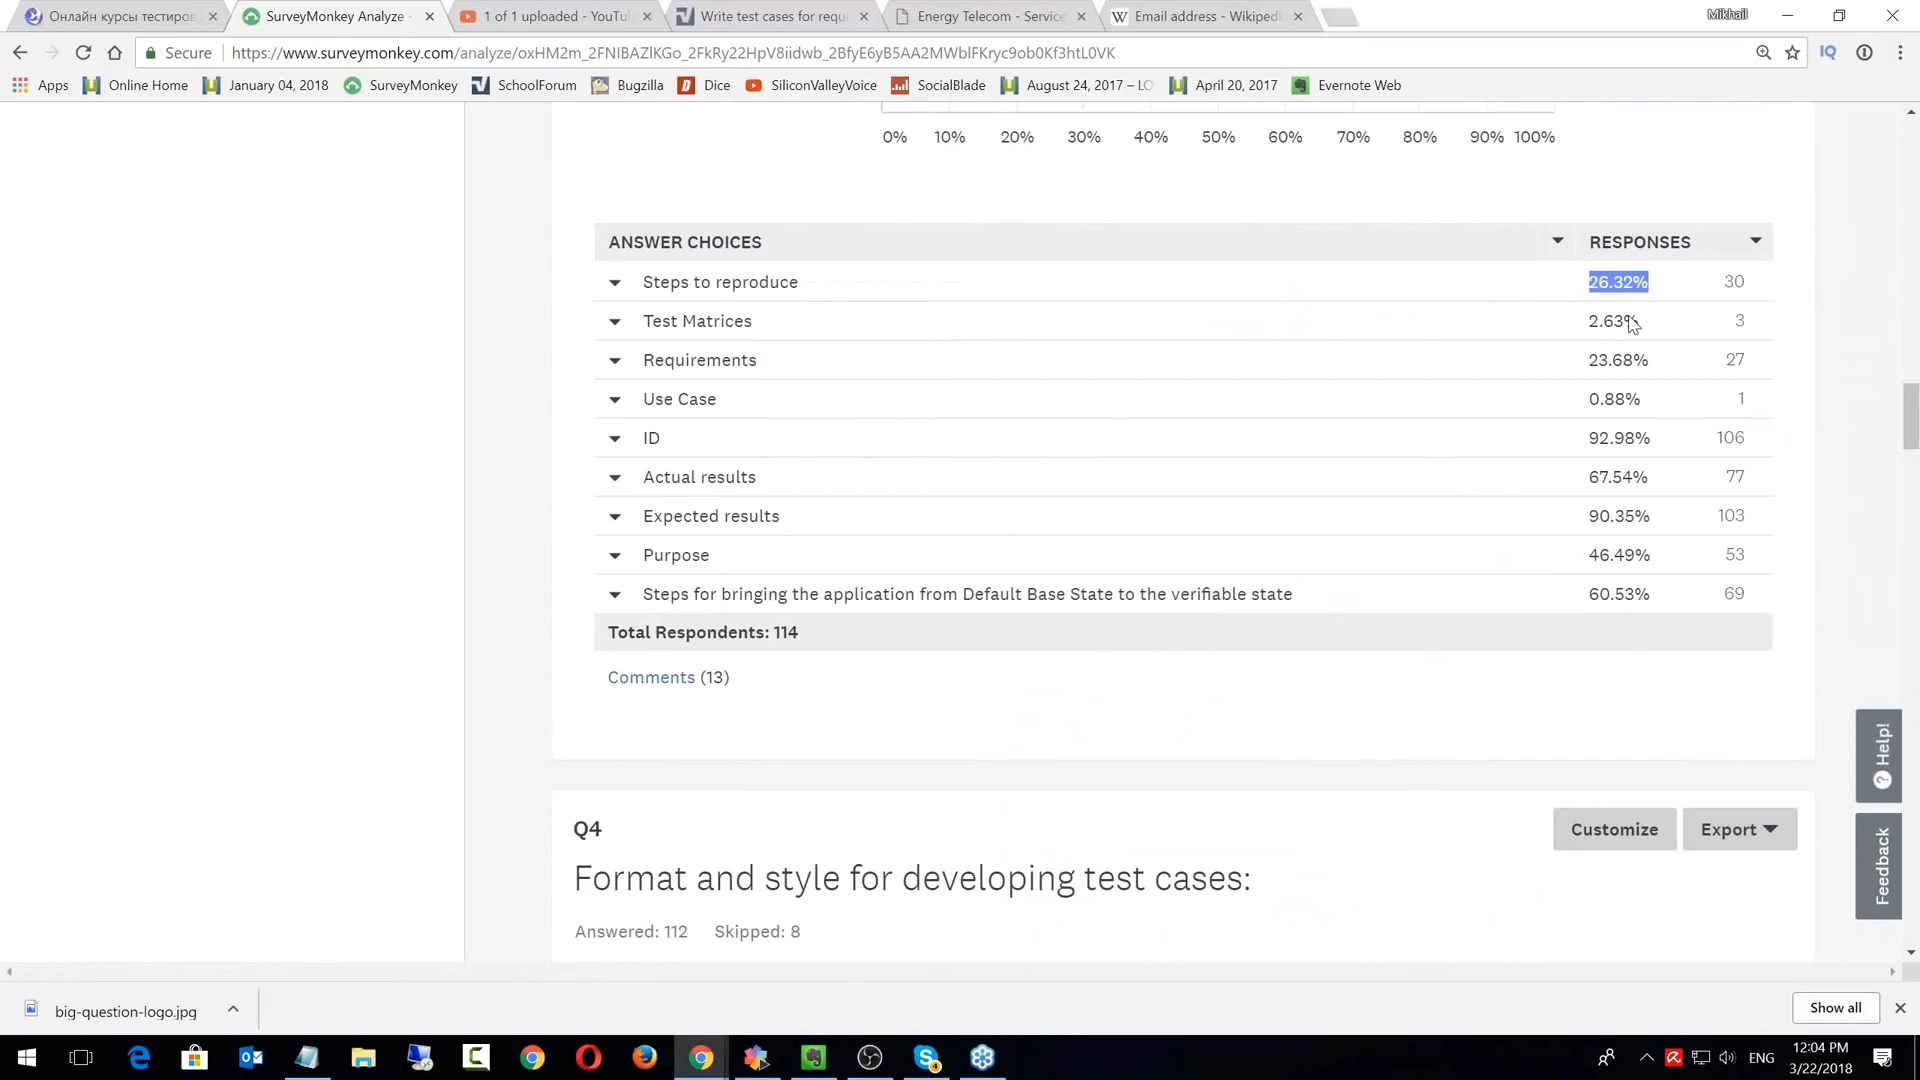 Онлайн курсы тестиров
SurveyMonkey Analyze -
1 of 1 uploaded - YouTu
Write test cases for requ
Energy Telecom - Service
Email address - Wikiped
Mikhail
Secure
https://www.surveymonkey.com/analyze/oxHM2m_2FNIBAZlKGo_2FkRy22HpV8iidwb_2BfyE6yB5AA2MWblFKryc9ob0Kf3htL0VK
Apps
Online Home
January 04, 2018
SurveyMonkey
SchoolForum
Bugzilla
Dice
SiliconValleyVoice
SocialBlade
August 24, 2017 – LO
April 20, 2017
Evernote Web
0% 10% 20% 30% 40% 50% 60% 70% 80% 90% 100%
ANSWER CHOICES RESPONSES
Steps to reproduce 26.32% 30
Test Matrices 2.63% 3
Requirements 23.68% 27
Use Case 0.88% 1
ID 92.98% 106
Actual results 67.54% 77
Expected results 90.35% 103
Purpose 46.49% 53
Steps for bringing the application from Default Base State to the verifiable state 60.53% 69
Total Respondents: 114
Comments (13)
Help!
Q4
Customize
Export
Format and style for developing test cases:
Feedback
Answered: 112 Skipped: 8
big-question-logo.jpg
Show all
ENG
12:04 PM
3/22/2018